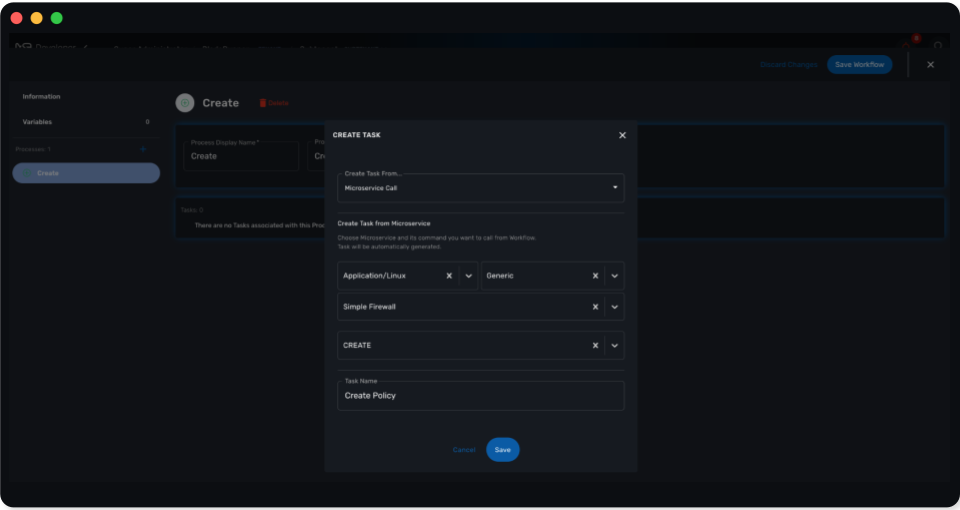 Developer
Discard Changes
Save Workflow
Information
Variables 0
Processes: 1 +
Create
Create
Delete
Process Display Name*
Create
Tasks: 0
There are no Tasks associated with this
CREATE TASK
Create Task From...
Microservice Call
Create Task from Microservice
Choose Microservice and its command you want to call from Workflow.
Task will be automatically generated.
Application/Linux
Generic
Simple Firewall
CREATE
Task Name
Create Policy
Cancel
Save